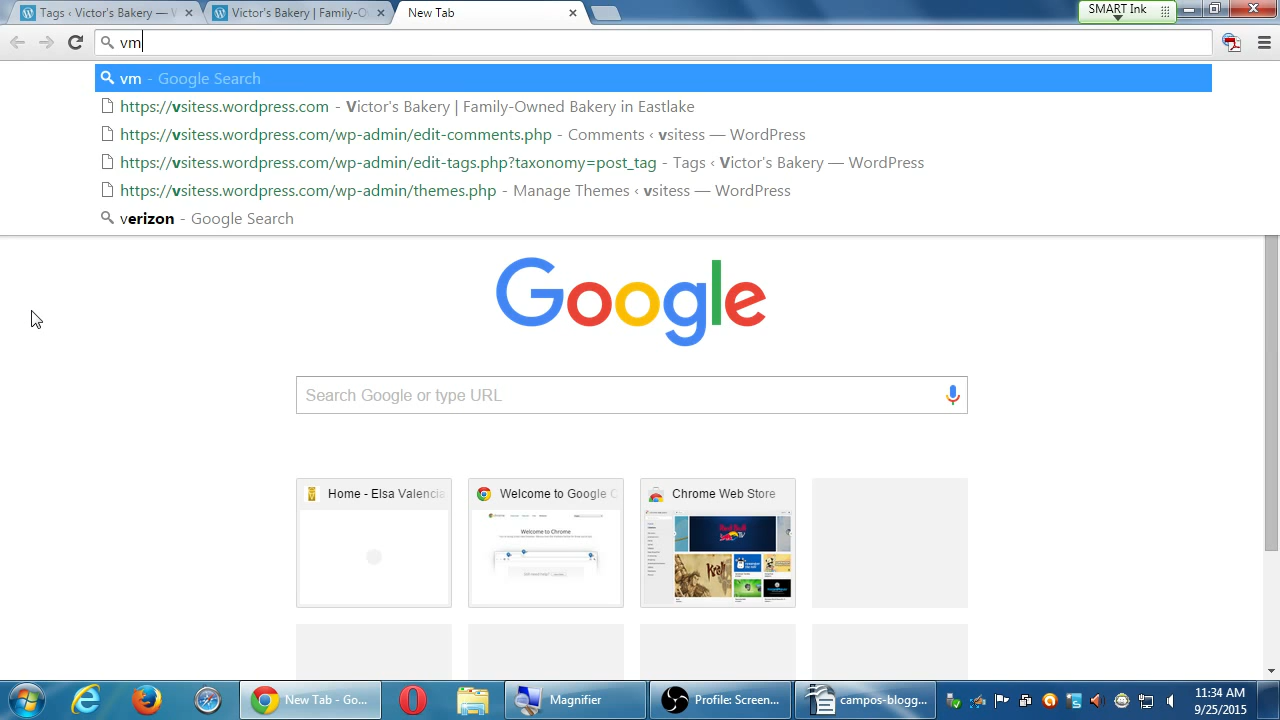 Tags ‹ Victor's Bakery — W
Victor's Bakery | Family-O
New Tab
SMART Ink
vm
vm - Google Search
https://vsitess.wordpress.com - Victor's Bakery | Family-Owned Bakery in Eastlake
https://vsitess.wordpress.com/wp-admin/edit-comments.php - Comments ‹ vsitess — WordPress
https://vsitess.wordpress.com/wp-admin/edit-tags.php?taxonomy=post_tag - Tags ‹ Victor's Bakery — WordPress
https://vsitess.wordpress.com/wp-admin/themes.php - Manage Themes ‹ vsitess — WordPress
verizon - Google Search
Google
Search Google or type URL
Home - Elsa Valencia
Welcome to Google C
Chrome Web Store
Welcome to Chrome
New Tab - Go...
Magnifier
Profile: Screen...
campos-blogg...
11:34 AM
9/25/2015